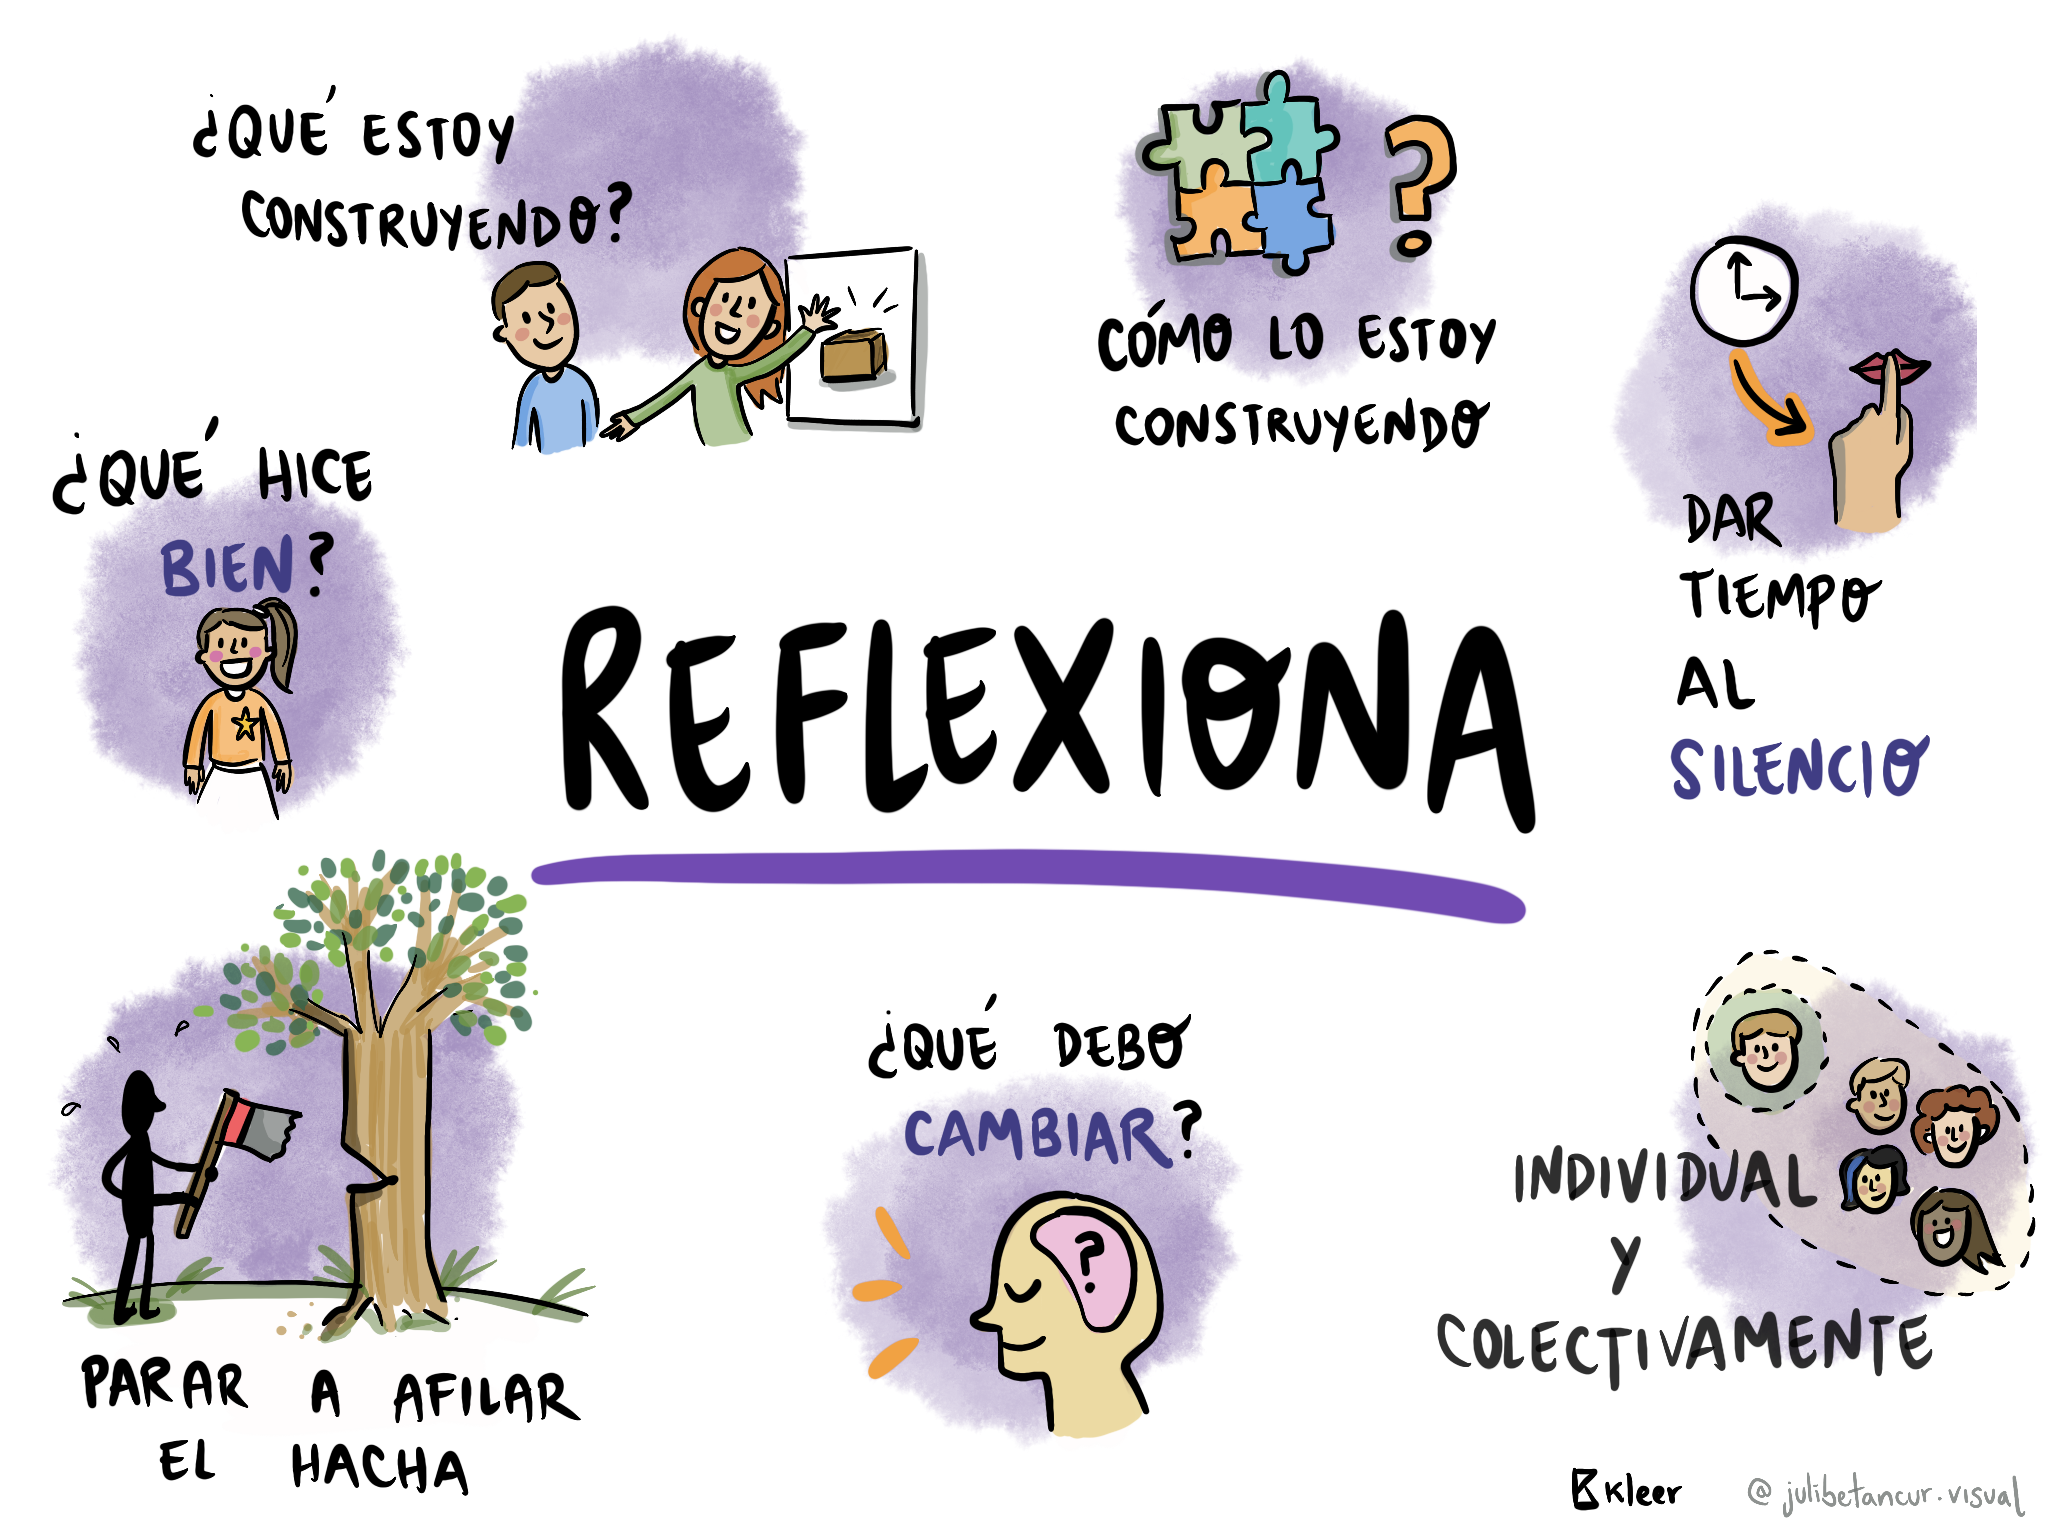 ¿QUÉ ESTOY
CONSTRUYENDO?
?
CÓMO LO ESTOY
CONSTRUYENDO
DAR
TIEMPO
AL
SILENCIO
¿QUÉ HICE
BIEN?
REFLEXIONA
PARAR A AFILAR
EL HACHA
¿QUÉ DEBO
CAMBIAR?
?
INDIVIDUAL
Y
COLECTIVAMENTE
Kleer
@julibetancur.visual